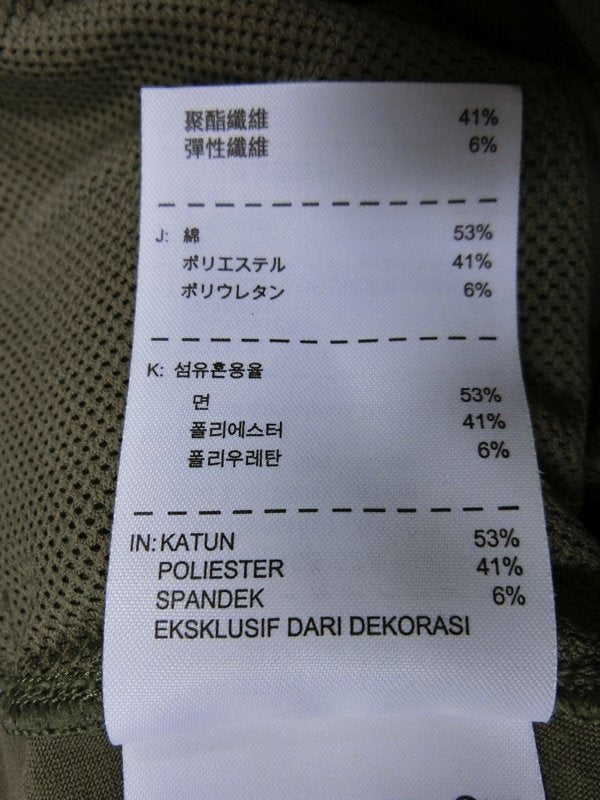 聚酯纖維 41%
彈性纖維 6%
J: 綿 53%
ポリエステル 41%
ポリウレタン 6%
K: 섬유혼용율
면 53%
폴리에스터 41%
폴리우레탄 6%
IN: KATUN 53%
POLIESTER 41%
SPANDEK 6%
EKSKLUSIF DARI DEKORASI